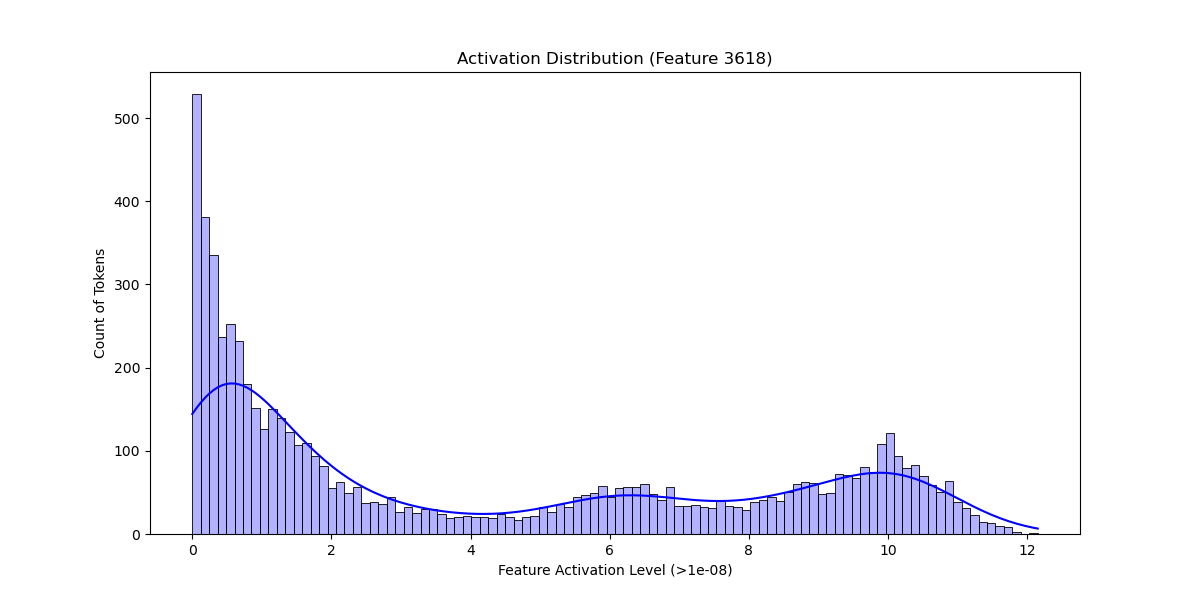 Activation Distribution (Feature 3618)
500
400
300
200
100
0
Count of Tokens
0 2 4 6 8 10 12
Feature Activation Level (>1e-08)